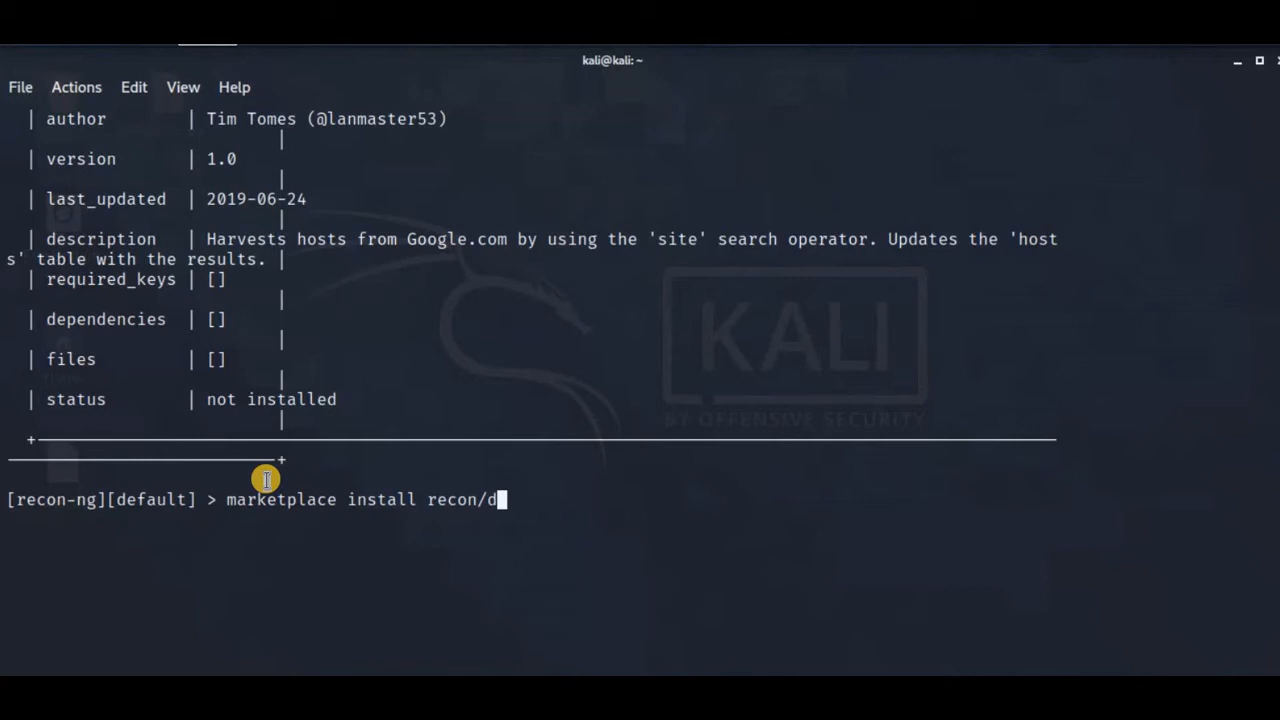 kali@kali: ~
File Actions Edit View Help
| author | Tim Tomes (@lanmaster53)
|
| version | 1.0
|
| last_updated | 2019-06-24
|
| description | Harvests hosts from Google.com by using the 'site' search operator. Updates the 'host
s' table with the results. |
| required_keys | []
|
| dependencies | []
|
| files | []
|
| status | not installed
|
[recon-ng][default] > marketplace install recon/d
KALI
BY OFFENSIVE SECURITY